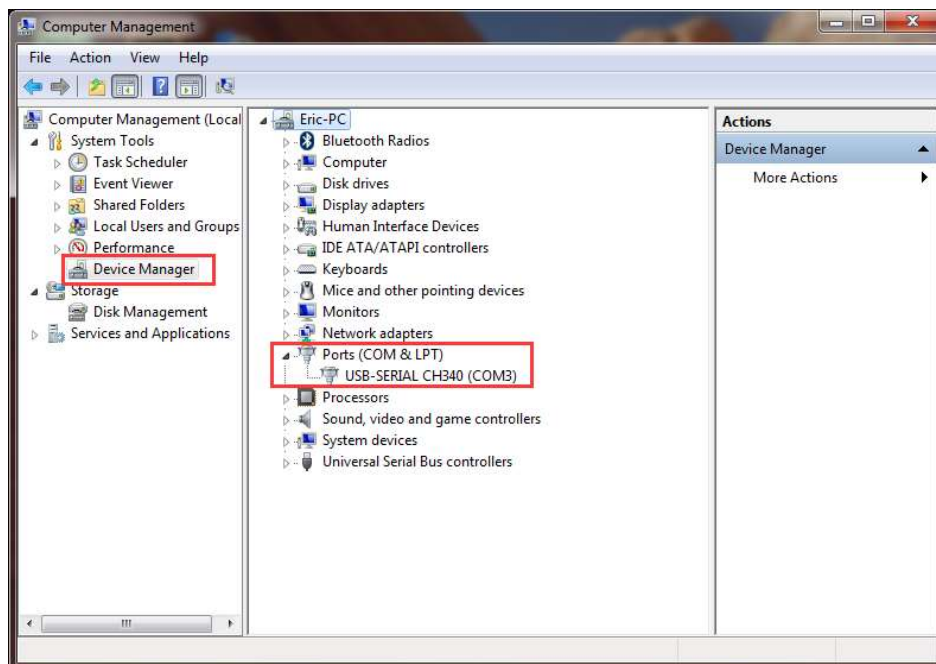 Computer Management
File Action View Help
Computer Management (Local
System Tools
Task Scheduler
Event Viewer
Shared Folders
Local Users and Groups
Performance
Device Manager
Storage
Disk Management
Services and Applications
Eric-PC
Bluetooth Radios
Computer
Disk drives
Display adapters
Human Interface Devices
IDE ATA/ATAPI controllers
Keyboards
Mice and other pointing devices
Monitors
Network adapters
Ports (COM & LPT)
USB-SERIAL CH340 (COM3)
Processors
Sound, video and game controllers
System devices
Universal Serial Bus controllers
Actions
Device Manager
More Actions